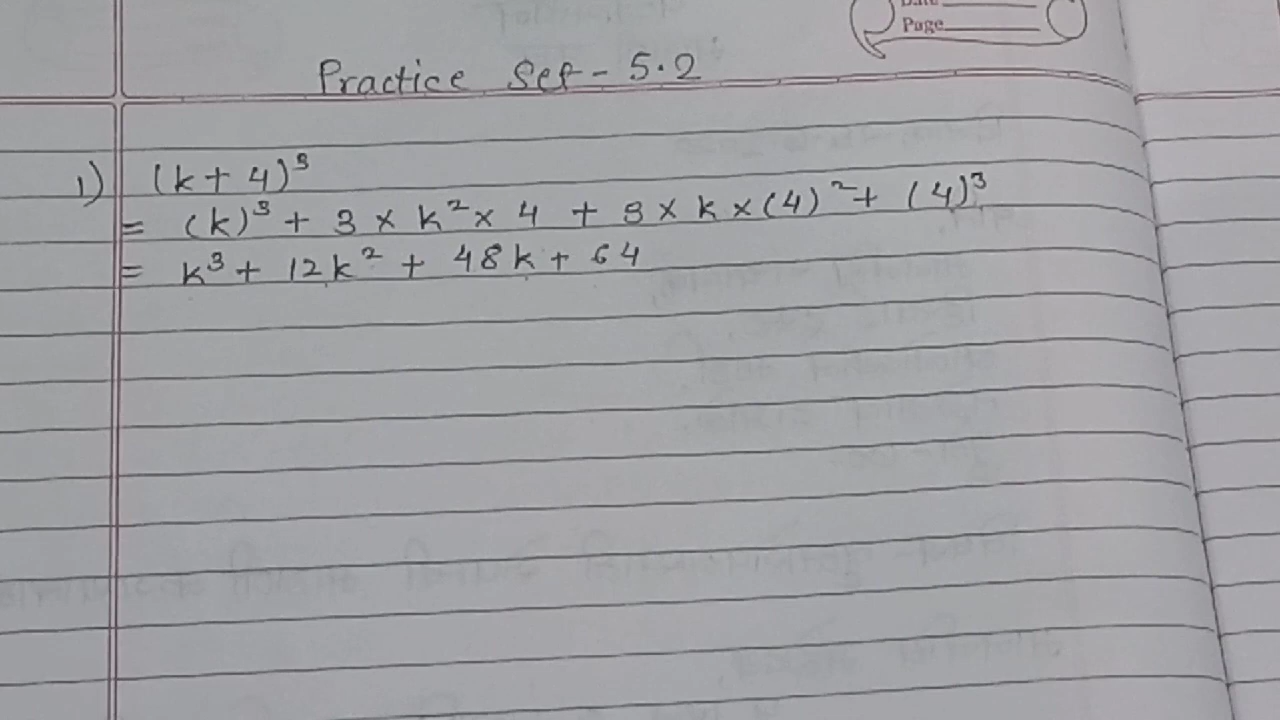 Date
Page
Practice Set - 5.2
1) (k + 4)³
= (k)³ + 3 × k² × 4 + 3 × k × (4)² + (4)³
= k³ + 12k² + 48k + 64